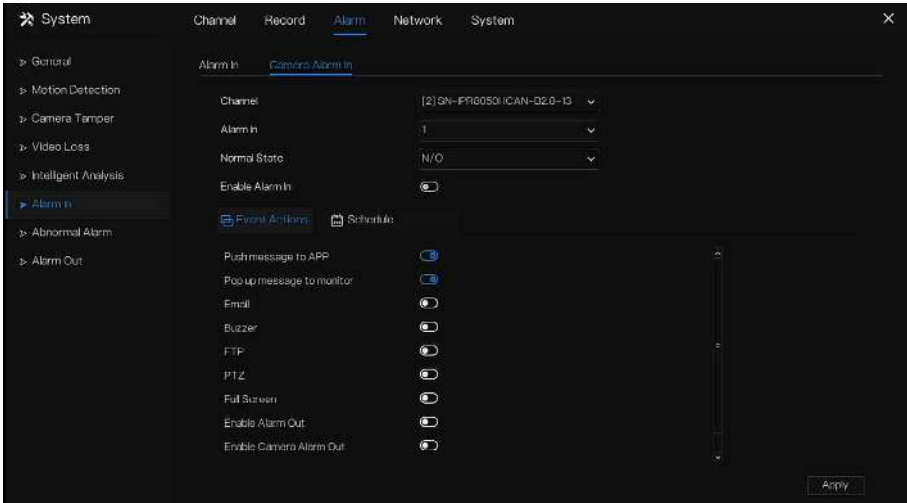 System
Channel Record Alarm Network System
General
Motion Detection
Camera Tamper
Video Loss
Intelligent Analysis
Alarm In
Abnormal Alarm
Alarm Out
Alarm In Camera Alarm In
Channel
Alarm In 1
Normal State N/O
Enable Alarm In
Event Actions Schedule
Push message to APP
Pop up message to monitor
Email
Buzzer
FTP
PTZ
Full Screen
Enable Alarm Out
Enable Camera Alarm Out
Apply